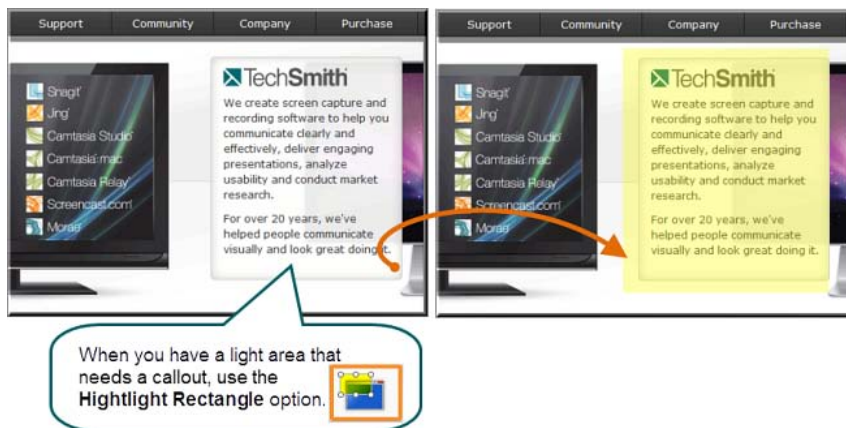 Support Community Company Purchase
Snagit
Jing
Camtasia Studio
Camtasia:mac
Camtasia Relay
Screencast.com
Morae
TechSmith
We create screen capture and
recording software to help you
communicate clearly and
effectively, deliver engaging
presentations, analyze
usability and conduct market
research.
For over 20 years, we've
helped people communicate
visually and look great doing it.
Support Community Company Purchase
Snagit
Jing
Camtasia Studio
Camtasia:mac
Camtasia Relay
Screencast.com
Morae
TechSmith
We create screen capture and
recording software to help you
communicate clearly and
effectively, deliver engaging
presentations, analyze
usability and conduct market
research.
For over 20 years, we've
helped people communicate
visually and look great doing it.
When you have a light area that
needs a callout, use the
Hightlight Rectangle option.